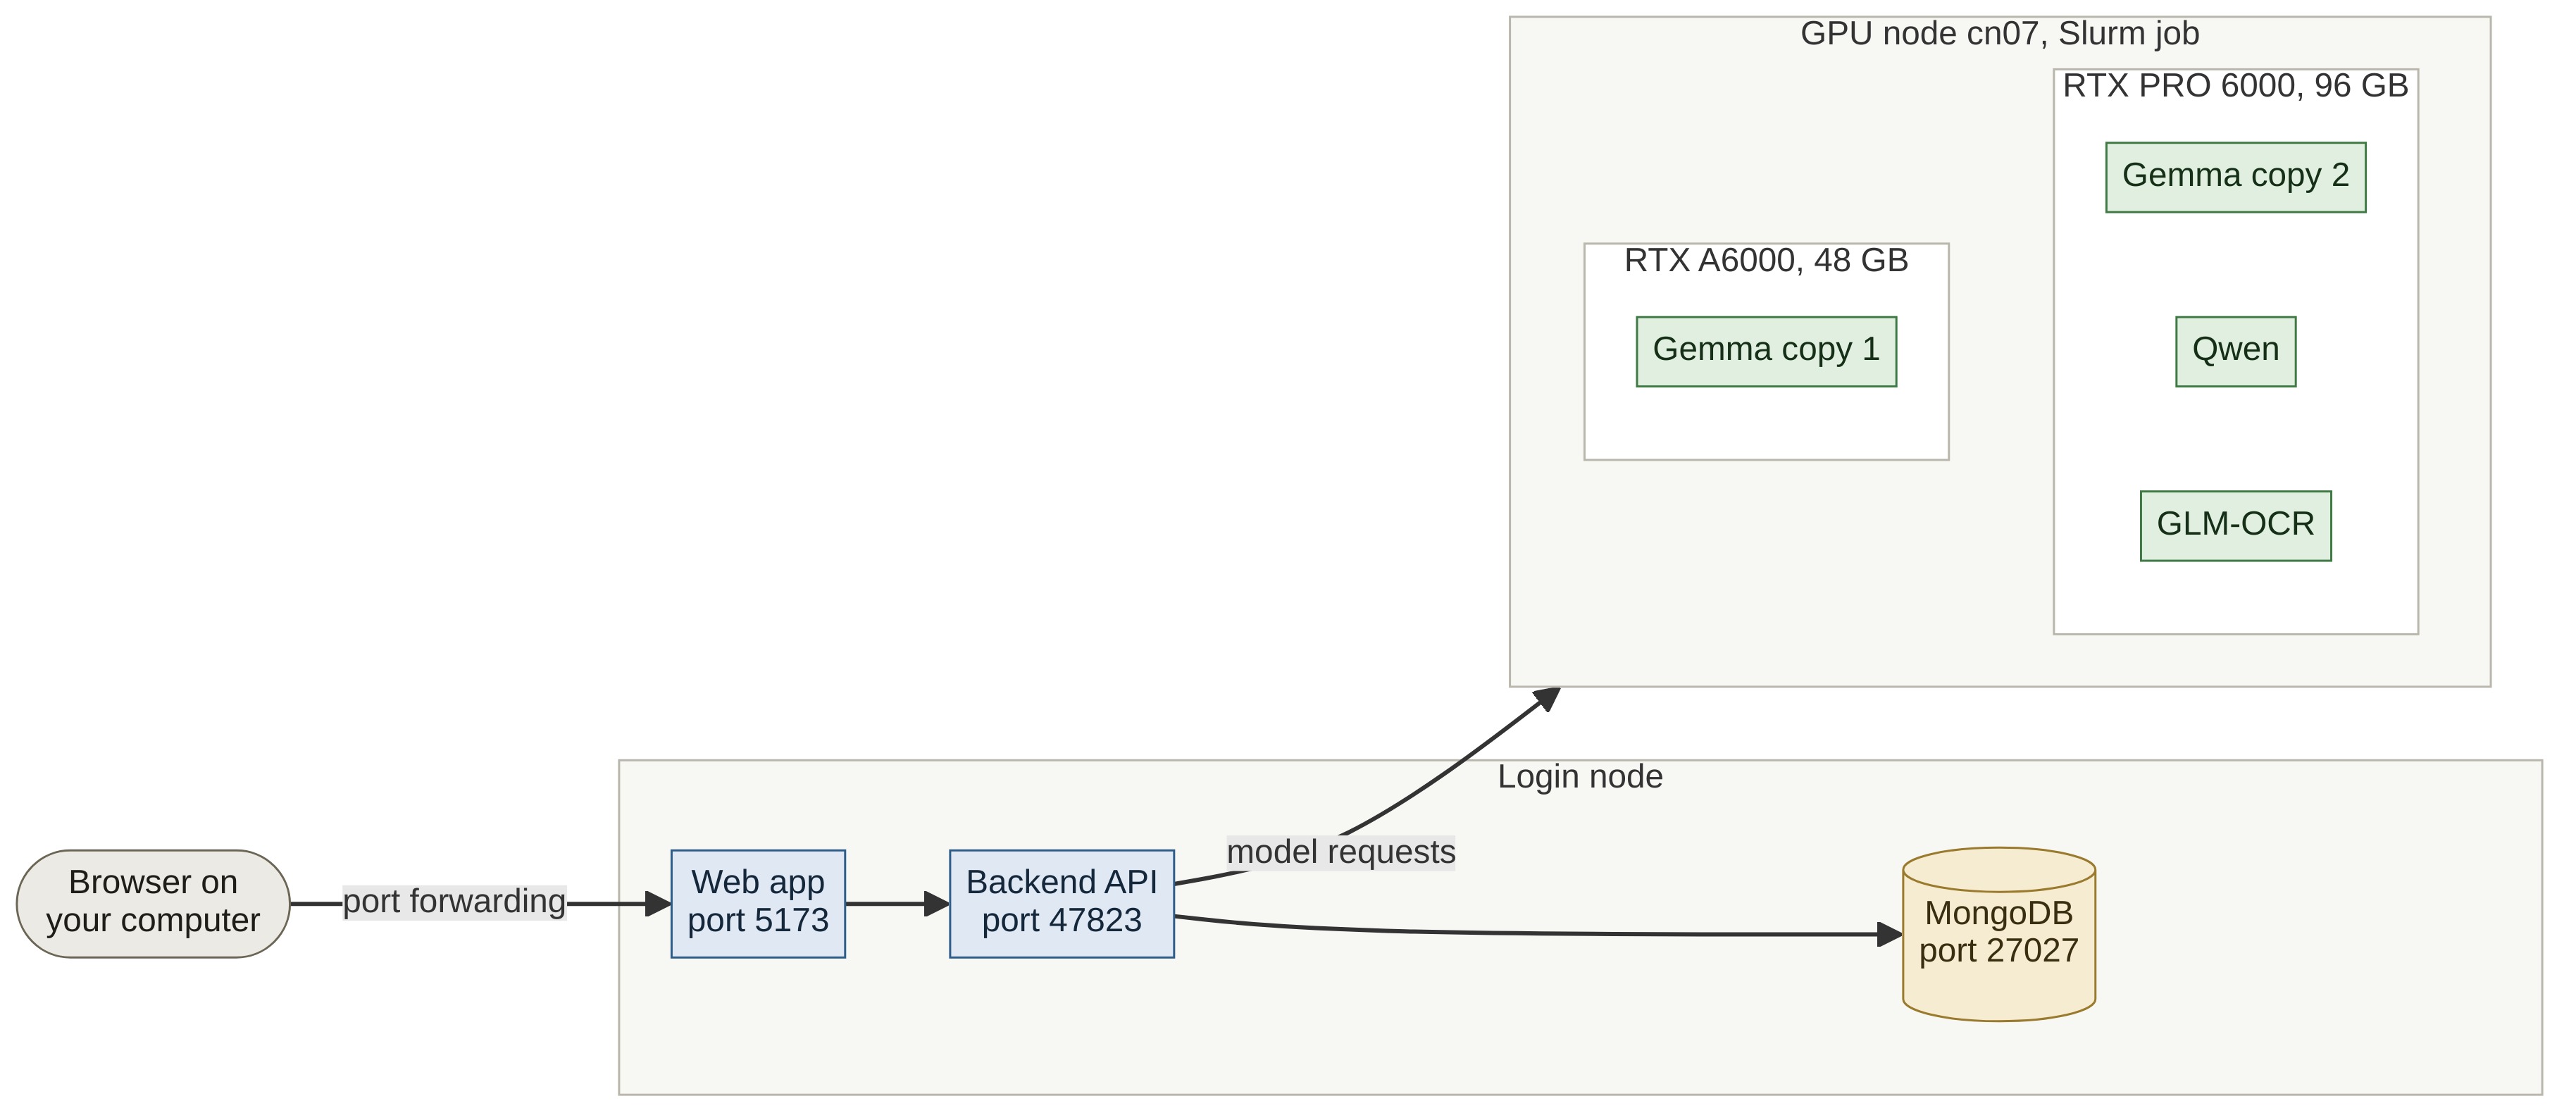 GPU node cn07, Slurm job
RTX PRO 6000, 96 GB
Gemma copy 2
RTX A6000, 48 GB
Gemma copy 1
Qwen
GLM-OCR
Login node
model requests
Browser on
your computer
port forwarding
Web app
port 5173
Backend API
port 47823
MongoDB
port 27027